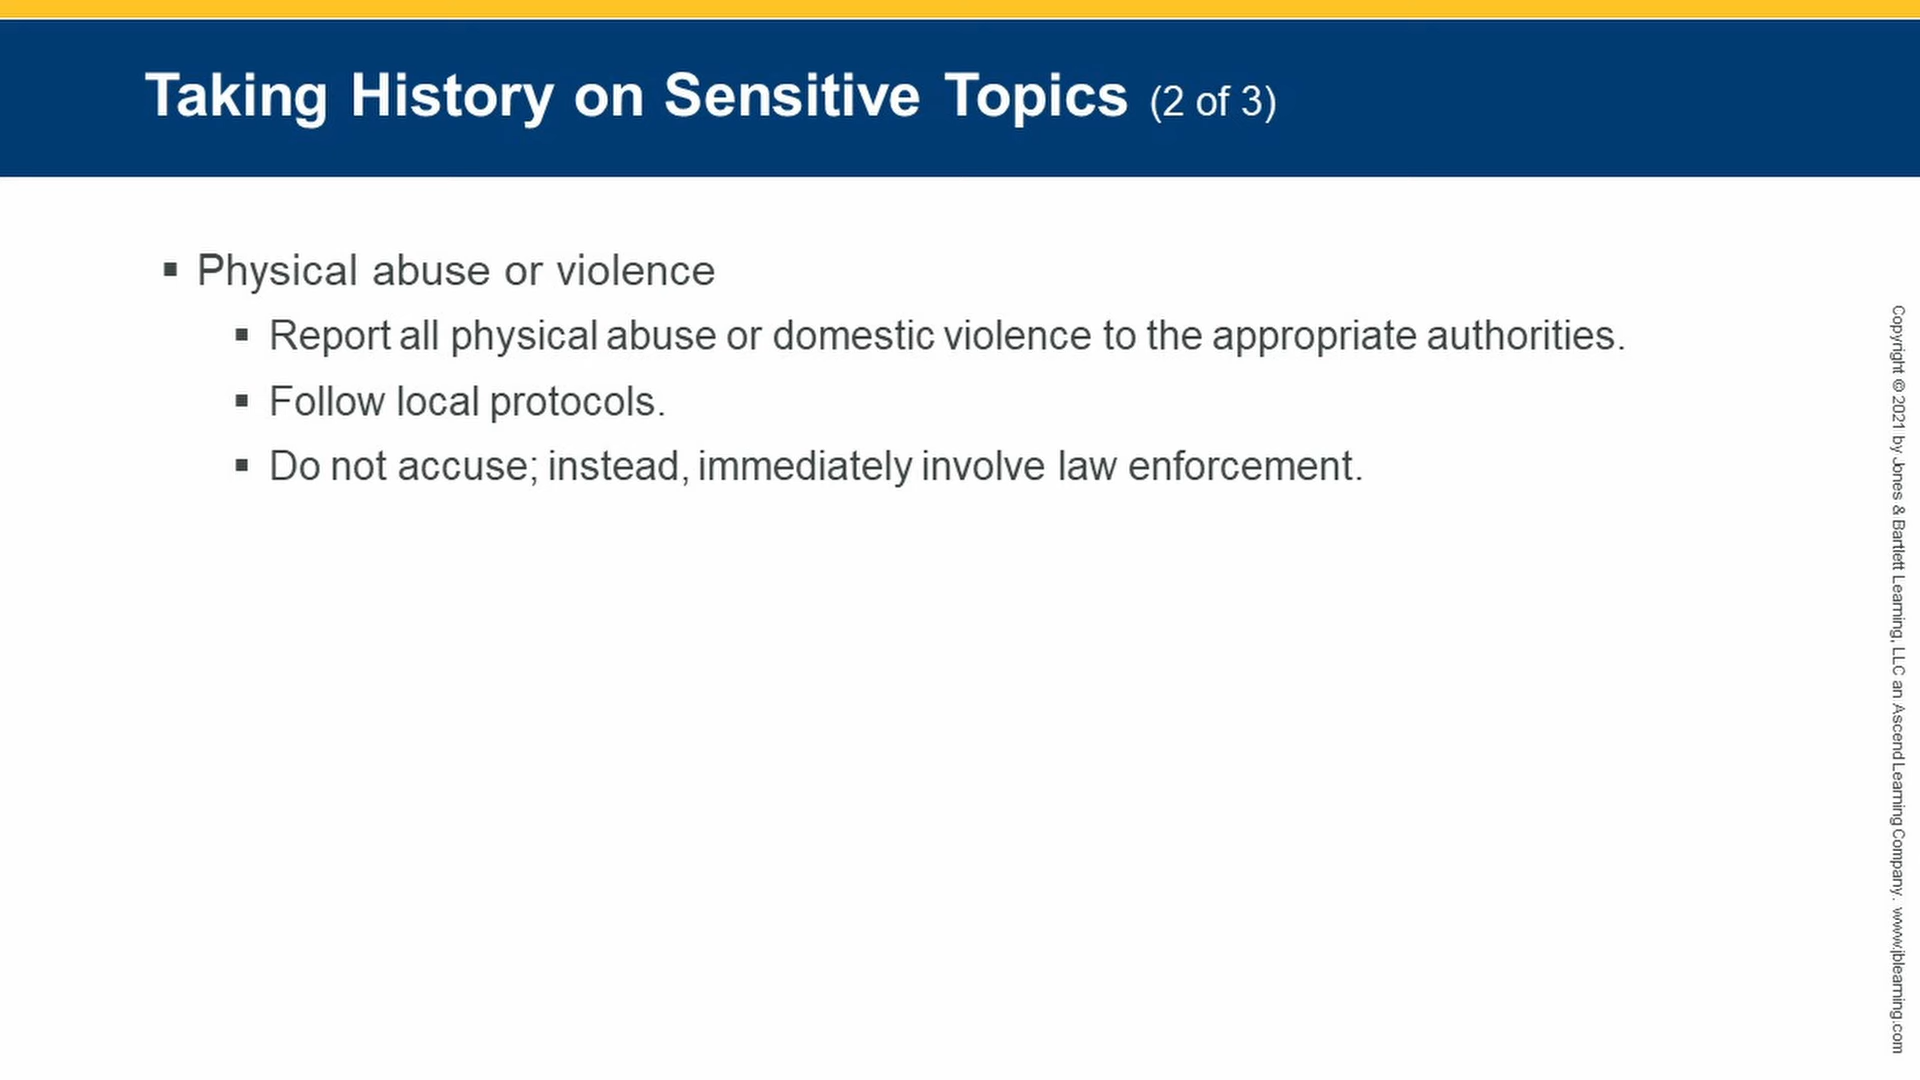 Taking History on Sensitive Topics (2 of 3)
▪ Physical abuse or violence
▪ Report all physical abuse or domestic violence to the appropriate authorities.
▪ Follow local protocols.
▪ Do not accuse; instead, immediately involve law enforcement.
Copyright © 2021 by Jones & Bartlett Learning, LLC an Ascend Learning Company. www.jblearning.com